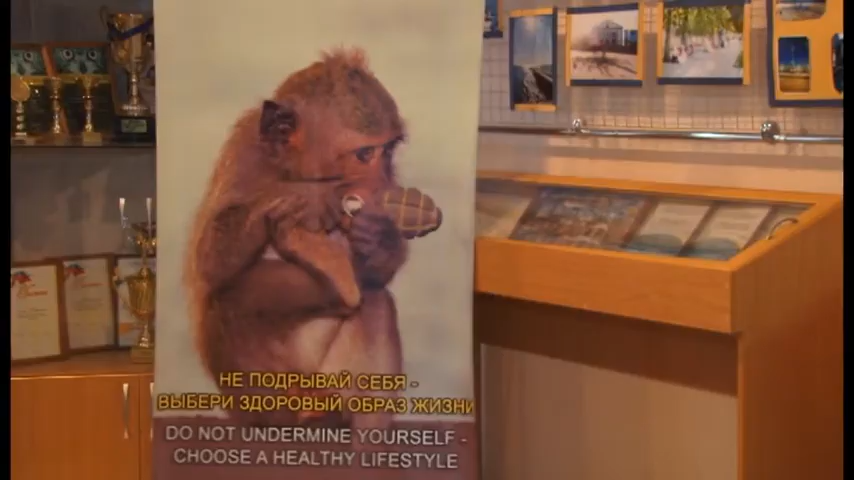 НЕ ПОДРЫВАЙ СЕБЯ -
ВЫБЕРИ ЗДОРОВЫЙ ОБРАЗ ЖИЗНИ
DO NOT UNDERMINE YOURSELF -
CHOOSE A HEALTHY LIFESTYLE